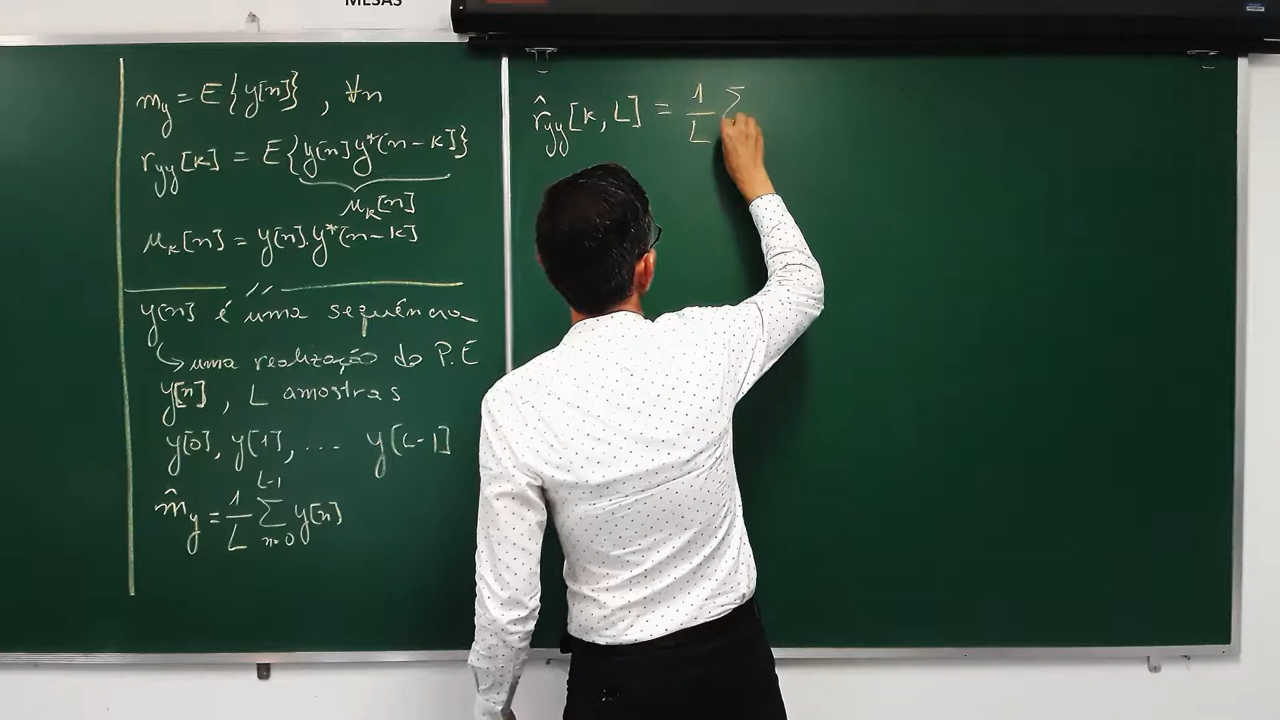 MESAS
m_y = E{y[n]} , ∀n
r_yy[k] = E{y[n]y*(n-k]}
μ_k[n]
μ_k[n] = y[n].y*(n-k]
y[n] é uma sequência
↳ uma realização do P.E
y[n] , L amostras
y[0], y[1], ... y[L-1]
m̂_y = 1/L ∑_{n=0}^{L-1} y[n]
r̂_yy[k, L] = 1/L ∑